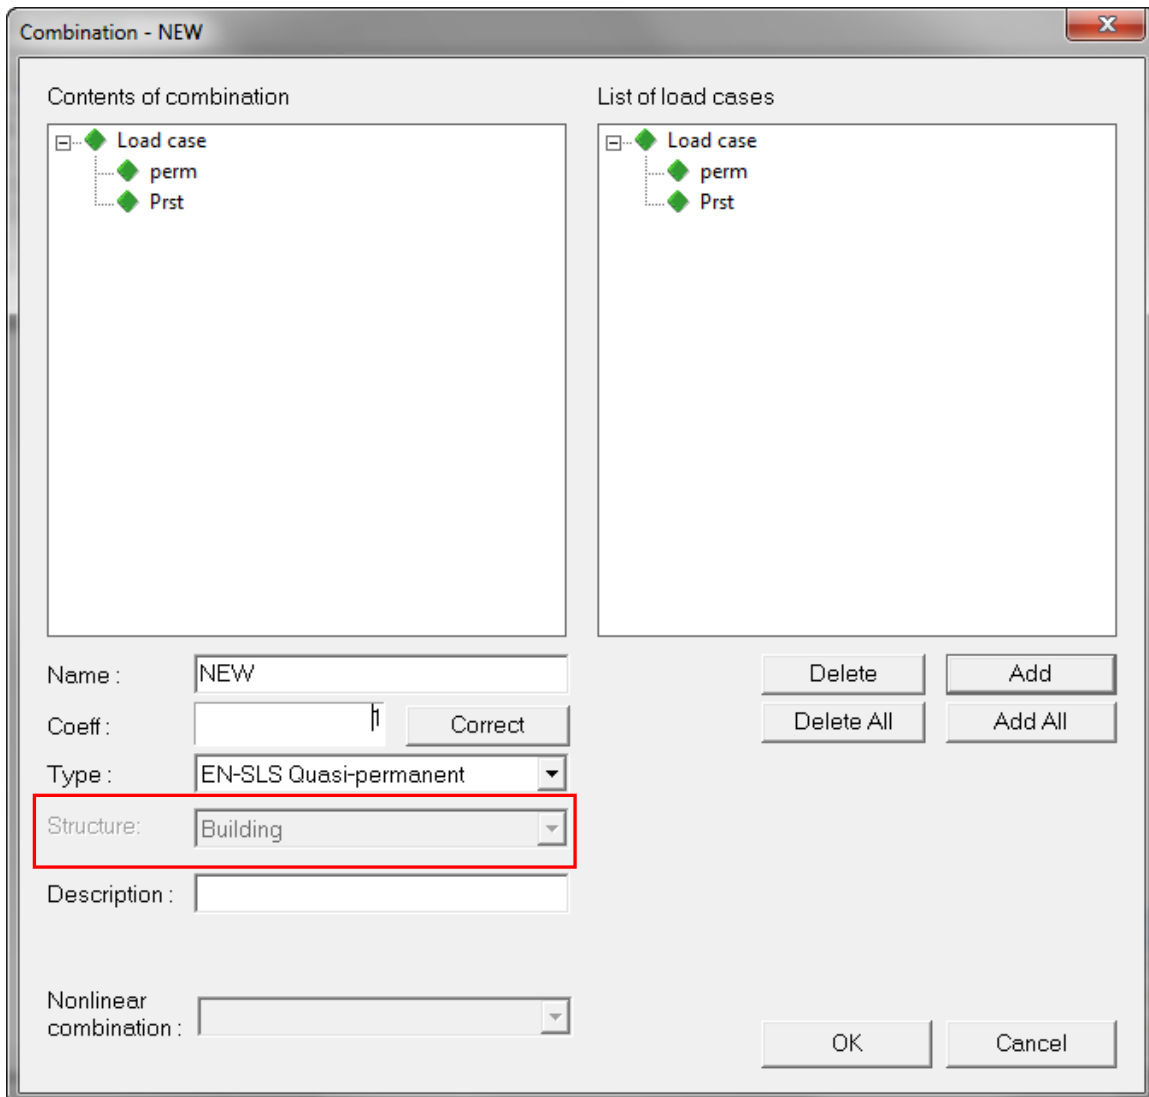 Combination - NEW
Contents of combination
List of load cases
Load case
perm
Prst
Load case
perm
Prst
Name :
NEW
Delete
Add
Coeff :
Correct
Delete All
Add All
Type :
EN-SLS Quasi-permanent
Structure:
Building
Description :
Nonlinear
combination :
OK
Cancel